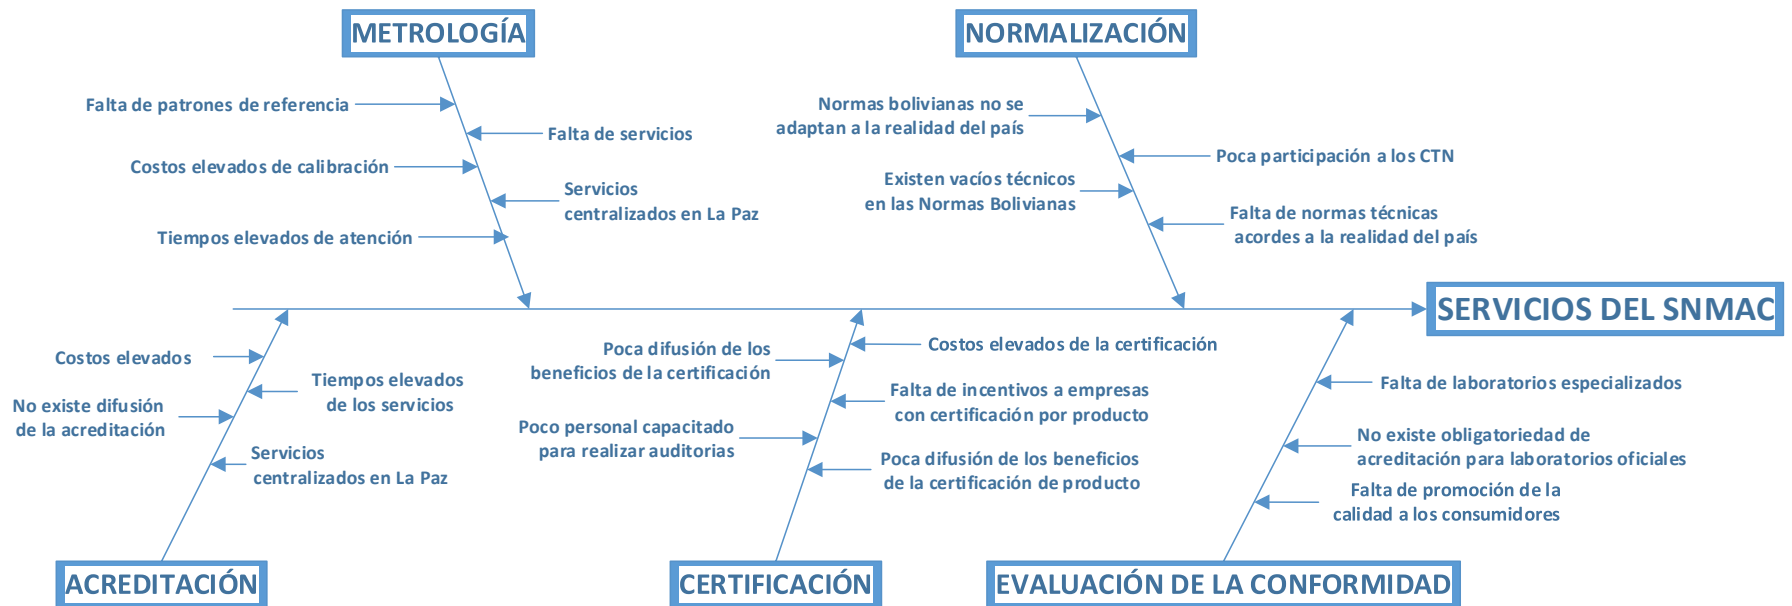 METROLOGÍA
NORMALIZACIÓN
Falta de patrones de referencia
Falta de servicios
Costos elevados de calibración
Servicios
centralizados en La Paz
Tiempos elevados de atención
Normas bolivianas no se
adaptan a la realidad del país
Poca participación a los CTN
Existen vacíos técnicos
en las Normas Bolivianas
Falta de normas técnicas
acordes a la realidad del país
SERVICIOS DEL SNMAC
Costos elevados
Tiempos elevados
de los servicios
No existe difusión
de la acreditación
Servicios
centralizados en La Paz
Poca difusión de los
beneficios de la certificación
Costos elevados de la certificación
Falta de incentivos a empresas
con certificación por producto
Poco personal capacitado
para realizar auditorias
Poca difusión de los beneficios
de la certificación de producto
Falta de laboratorios especializados
No existe obligatoriedad de
acreditación para laboratorios oficiales
Falta de promoción de la
calidad a los consumidores
ACREDITACIÓN
CERTIFICACIÓN
EVALUACIÓN DE LA CONFORMIDAD